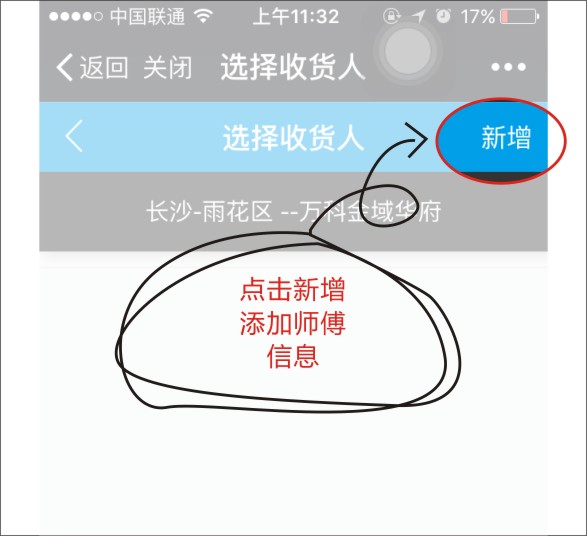 中国联通 上午11:32 17%
返回 关闭 选择收货人
选择收货人 新增
长沙-雨花区 --万科金域华府
点击新增
添加师傅
信息